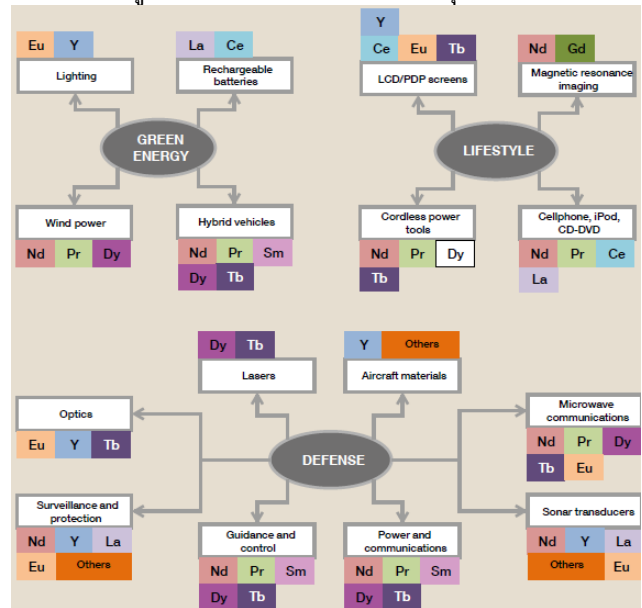 Y
Eu Y
La Ce
Ce Eu Tb
Nd Gd
Lighting
Rechargeable
batteries
LCD/PDP screens
Magnetic resonance
imaging
GREEN
ENERGY
LIFESTYLE
Wind power
Hybrid vehicles
Cordless power
tools
Cellphone, iPod,
CD-DVD
Nd Pr Dy
Nd Pr Sm
Dy Tb
Nd Pr Dy
Tb
Nd Pr Ce
La
Dy Tb
Lasers
Y Others
Aircraft materials
Optics
Eu Y Tb
Microwave
communications
Nd Pr Dy
Tb Eu
DEFENSE
Surveillance and
protection
Nd Y La
Eu Others
Guidance and
control
Nd Pr Sm
Dy Tb
Power and
communications
Nd Pr Sm
Dy Tb
Sonar transducers
Nd Y La
Others Eu